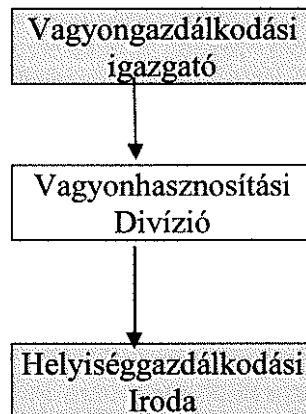 Vagyongazdálkodási
igazgató
Vagyonhasznosítási
Divízió
Helyiséggazdálkodási
Iroda